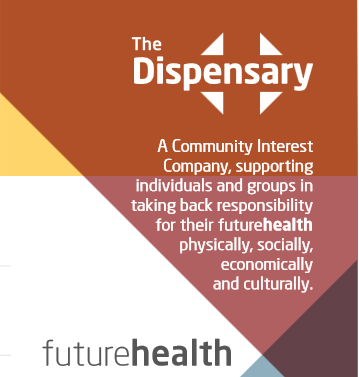 The
Dispensary
A Community Interest
Company, supporting
individuals and groups in
taking back responsibility
for their futurehealth
physically, socially,
economically
and culturally.
futurehealth